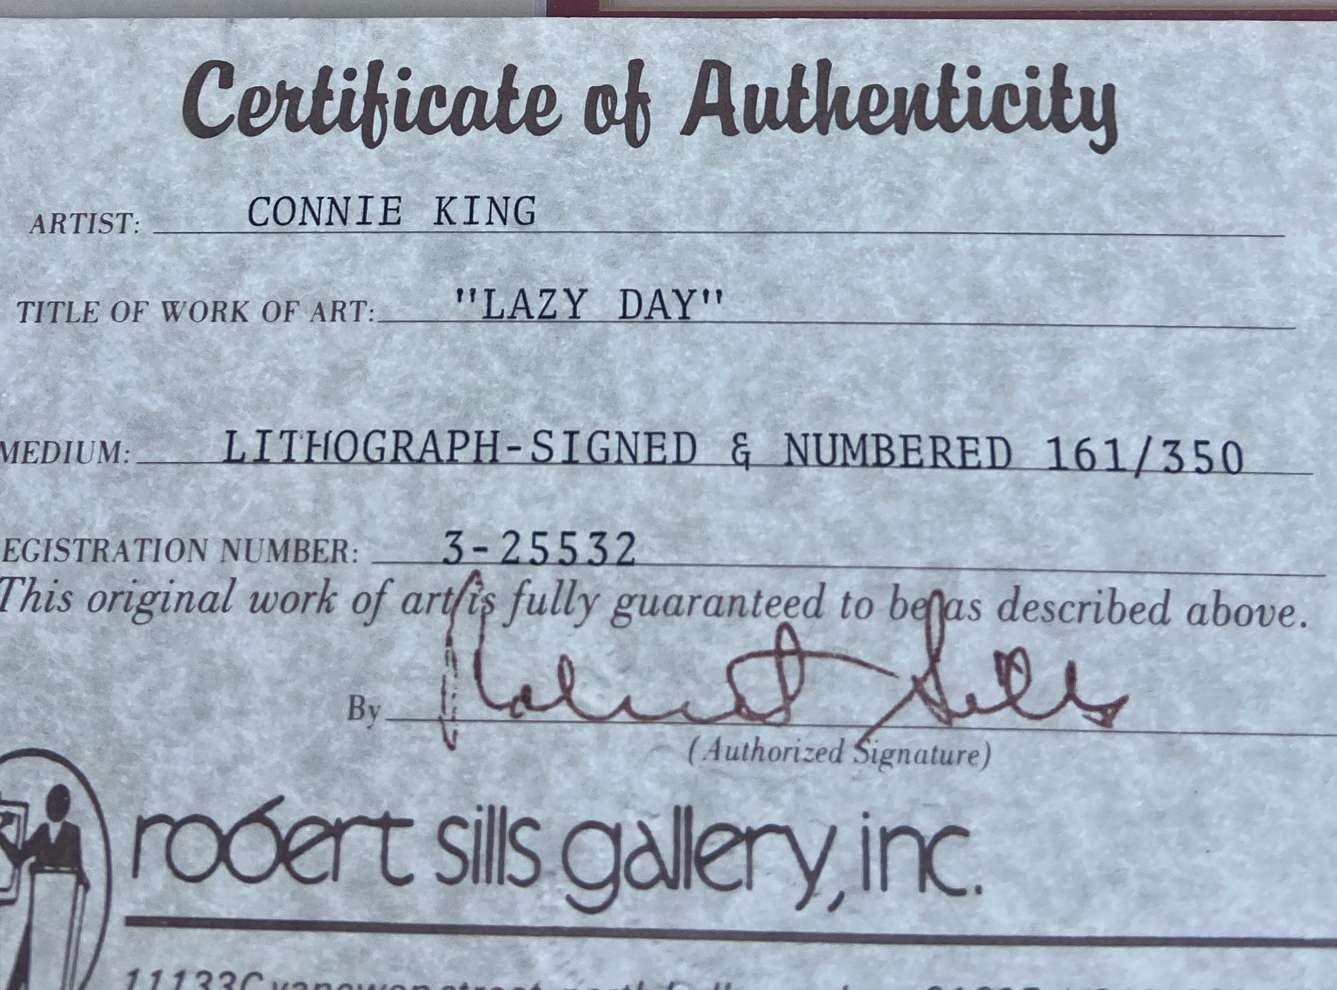 Certificate of Authenticity
ARTIST: CONNIE KING
TITLE OF WORK OF ART: "LAZY DAY"
MEDIUM: LITHOGRAPH-SIGNED & NUMBERED 161/350
EGISTRATION NUMBER: 3-25532
This original work of art is fully guaranteed to be as described above.
By Robert Sills
(Authorized Signature)
robert sills gallery, inc.